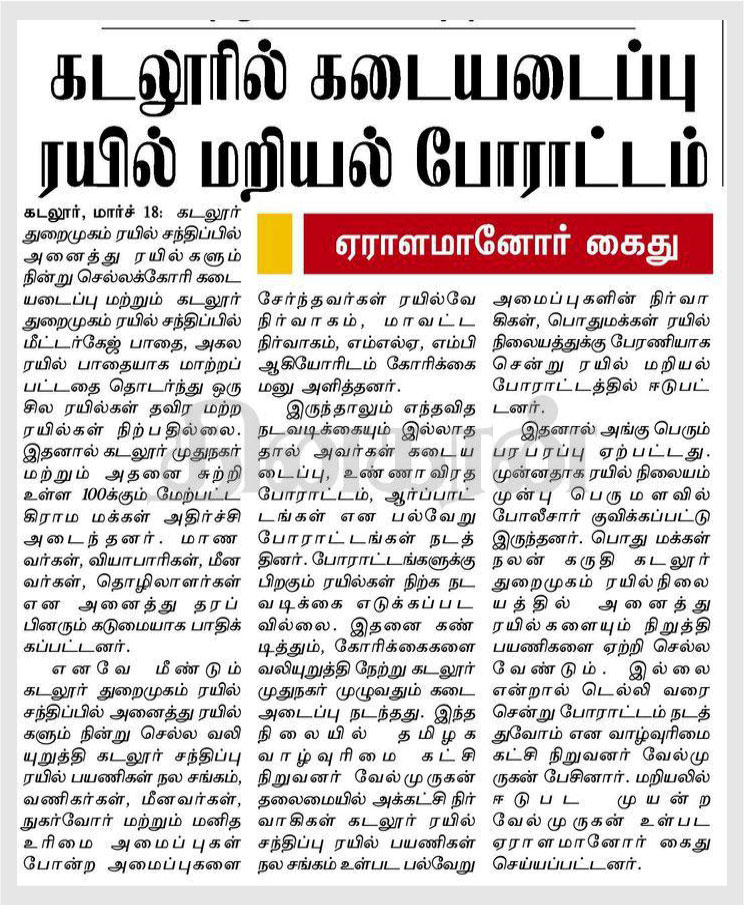 கடலூரில் கடையடைப்பு
ரயில் மறியல் போராட்டம்
ஏராளமானோர் கைது
கடலூர், மார்ச் 18: கடலூர்
துறைமுகம் ரயில் சந்திப்பில்
அனைத்து ரயில்களும்
நின்று செல்லக்கோரி கடை
யடைப்பு மற்றும் கடலூர்
துறைமுகம் ரயில் சந்திப்பில்
மீட்டர்கேஜ் பாதை, அகல
ரயில் பாதையாக மாற்றப்
பட்டதை தொடர்ந்து ஒரு
சில ரயில்கள் தவிர மற்ற
ரயில்கள் நிற்பதில்லை.
இதனால் கடலூர் முதுநகர்
மற்றும் அதனை சுற்றி
உள்ள 100க்கும் மேற்பட்ட
கிராம மக்கள் அதிர்ச்சி
அடைந்தனர். மாண
வர்கள், வியாபாரிகள், மீன
வர்கள், தொழிலாளர்கள்
என அனைத்து தரப்
பினரும் கடுமையாக பாதிக்
கப்பட்டனர்.
எனவே மீண்டும்
கடலூர் துறைமுகம் ரயில்
சந்திப்பில் அனைத்து ரயில்
களும் நின்று செல்ல வலி
யுறுத்தி கடலூர் சந்திப்பு
ரயில் பயணிகள் நல சங்கம்,
வணிகர்கள், மீனவர்கள்,
நுகர்வோர் மற்றும் மனித
உரிமை அமைப்புகள்
போன்ற அமைப்புகளை
சேர்ந்தவர்கள் ரயில்வே
நிர்வாகம், மாவட்ட
நிர்வாகம், எம்எல்ஏ, எம்பி
ஆகியோரிடம் கோரிக்கை
மனு அளித்தனர்.
இருந்தாலும் எந்தவித
நடவடிக்கையும் இல்லாத
தால் அவர்கள் கடைய
டைப்பு, உண்ணாவிரத
போராட்டம், ஆர்ப்பாட்
டங்கள் என பல்வேறு
போராட்டங்கள் நடத்
தினர். போராட்டங்களுக்கு
பிறகும் ரயில்கள் நிற்க நட
வடிக்கை எடுக்கப்பட
வில்லை. இதனை கண்
டித்தும், கோரிக்கைகளை
வலியுறுத்தி நேற்று கடலூர்
முதுநகர் முழுவதும் கடை
அடைப்பு நடந்தது. இந்த
நிலையில் தமிழக
வாழ்வுரிமை கட்சி
நிறுவனர் வேல்முருகன்
தலைமையில் அக்கட்சி நிர்
வாகிகள் கடலூர் ரயில்
சந்திப்பு ரயில் பயணிகள்
நல சங்கம் உள்பட பல்வேறு
அமைப்புகளின் நிர்வா
கிகள், பொதுமக்கள் ரயில்
நிலையத்துக்கு பேரணியாக
சென்று ரயில் மறியல்
போராட்டத்தில் ஈடுபட்
டனர்.
இதனால் அங்கு பெரும்
பரபரப்பு ஏற்பட்டது.
முன்னதாக ரயில் நிலையம்
முன்பு பெருமளவில்
போலீசார் குவிக்கப்பட்டு
இருந்தனர். பொது மக்கள்
நலன் கருதி கடலூர்
துறைமுகம் ரயில்நிலை
யத்தில் அனைத்து
ரயில்களையும் நிறுத்தி
பயணிகளை ஏற்றி செல்ல
வேண்டும். இல்லை
என்றால் டெல்லி வரை
சென்று போராட்டம் நடத்
துவோம் என வாழ்வுரிமை
கட்சி நிறுவனர் வேல்மு
ருகன் பேசினார். மறியலில்
ஈடுபட முயன்ற
வேல்முருகன் உள்பட
ஏராளமானோர் கைது
செய்யப்பட்டனர்.